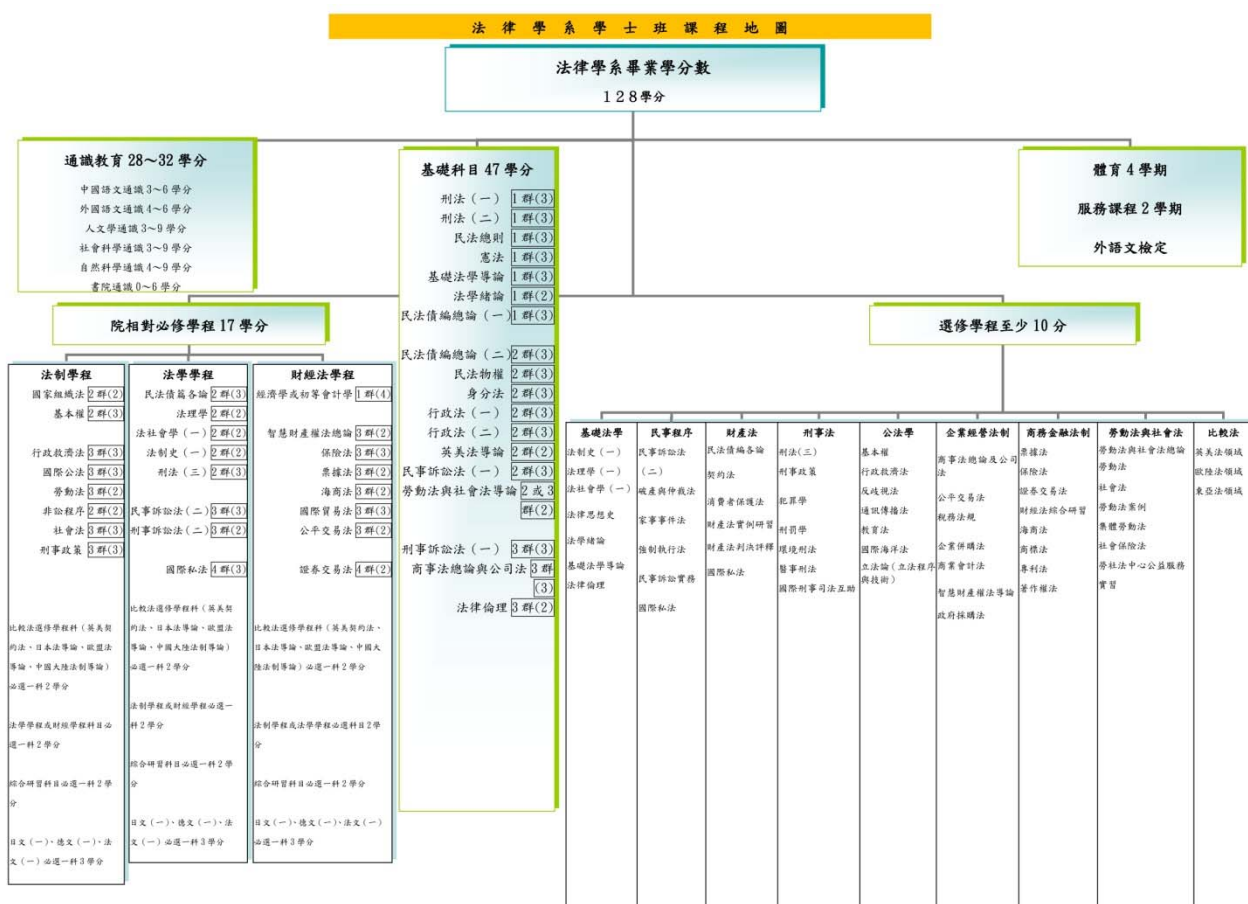 法律學系學士班課程地圖
法律學系畢業學分數
128學分
通識教育 28～32 學分
中國語文通識 3～6 學分
外國語文通識 4～6 學分
人文學通識 3～9 學分
社會科學通識 3～9 學分
自然科學通識 4～9 學分
書院通識 0～6 學分
基礎科目 47 學分
刑法（一） 1 群(3)
刑法（二） 1 群(3)
民法總則 1 群(3)
憲法 1 群(3)
基礎法學導論 1 群(3)
法學緒論 1 群(2)
民法債編總論（一） 1 群(3)
民法債編總論（二） 2 群(3)
民法物權 2 群(3)
身分法 2 群(3)
行政法（一） 2 群(3)
行政法（二） 2 群(3)
英美法導論 2 群(2)
民事訴訟法（一） 2 群(3)
勞動法與社會法導論 2 或 3
群(2)
刑事訴訟法（一） 3 群(3)
商事法總論與公司法 3 群
(3)
法律倫理 3 群(2)
體育 4 學期
服務課程 2 學期
外語文檢定
院相對必修學程 17 學分
法制學程
國家組織法 2 群(2)
基本權 2 群(3)
行政救濟法 3 群(3)
國際公法 3 群(3)
勞動法 3 群(2)
非訟程序 2 群(2)
社會法 3 群(3)
刑事政策 3 群(3)
比較法選修學程科（英美契
約法、日本法導論、歐盟法
導論、中國大陸法制導論）
必選一科 2 學分
法學學程或財經學程科目必
選一科 2 學分
綜合研習科目必選一科 2 學
分
日文（一）、德文（一）、法
文（一）必選一科 3 學分
法學學程
民法債篇各論 2 群(3)
法理學 2 群(2)
法社會學（一） 2 群(2)
法制史（一） 2 群(2)
刑法（三） 2 群(3)
民事訴訟法(二) 3 群(3)
刑事訴訟法(二) 3 群(2)
國際私法 4 群(3)
比較法選修學程科（英美契
約法、日本法導論、歐盟法
導論、中國大陸法制導論）
必選一科 2 學分
法制學程或財經學程必選一
科 2 學分
綜合研習科目必選一科 2 學
分
日文（一）、德文（一）、法
文（一）必選一科 3 學分
財經法學程
經濟學或初等會計學 1 群(4)
智慧財產權法總論 3 群(2)
保險法 3 群(3)
票據法 3 群(2)
海商法 3 群(2)
國際貿易法 3 群(3)
公平交易法 3 群(2)
證券交易法 4 群(2)
比較法選修學程科（英美契約法、
日本法導論、歐盟法導論、中國大
陸法制導論）必選一科 2 學分
法制學程或法學學程必選科目 2 學
分
綜合研習科目必選一科 2 學分
日文（一）、德文（一）、法文（一）
必選一科 3 學分
選修學程至少 10 分
基礎法學
法制史（一）
法理學（一）
法社會學（一）
法律思想史
法學緒論
基礎法學導論
法律倫理
民事程序
民事訴訟法
（二）
破產與仲裁法
家事事件法
強制執行法
民事訴訟實務
國際私法
財產法
民法債編各論
契約法
消費者保護法
財產法實例研習
財產法判決評釋
國際私法
刑事法
刑法(三)
刑事政策
犯罪學
刑罰學
環境刑法
醫事刑法
國際刑事司法互助
公法學
基本權
行政救濟法
反歧視法
通訊傳播法
教育法
國際海洋法
立法論（立法程序
與技術）
企業經營法制
商事法總論及公司
法
公平交易法
稅務法規
企業併購法
商業會計法
智慧財產權法導論
政府採購法
商務金融法制
票據法
保險法
證券交易法
財經法綜合研習
海商法
商標法
專利法
著作權法
勞動法與社會法
勞動法與社會法總論
勞動法
社會法
勞動法案例
集體勞動法
社會保險法
勞社法中心公益服務
實習
比較法
英美法領域
歐陸法領域
東亞法領域